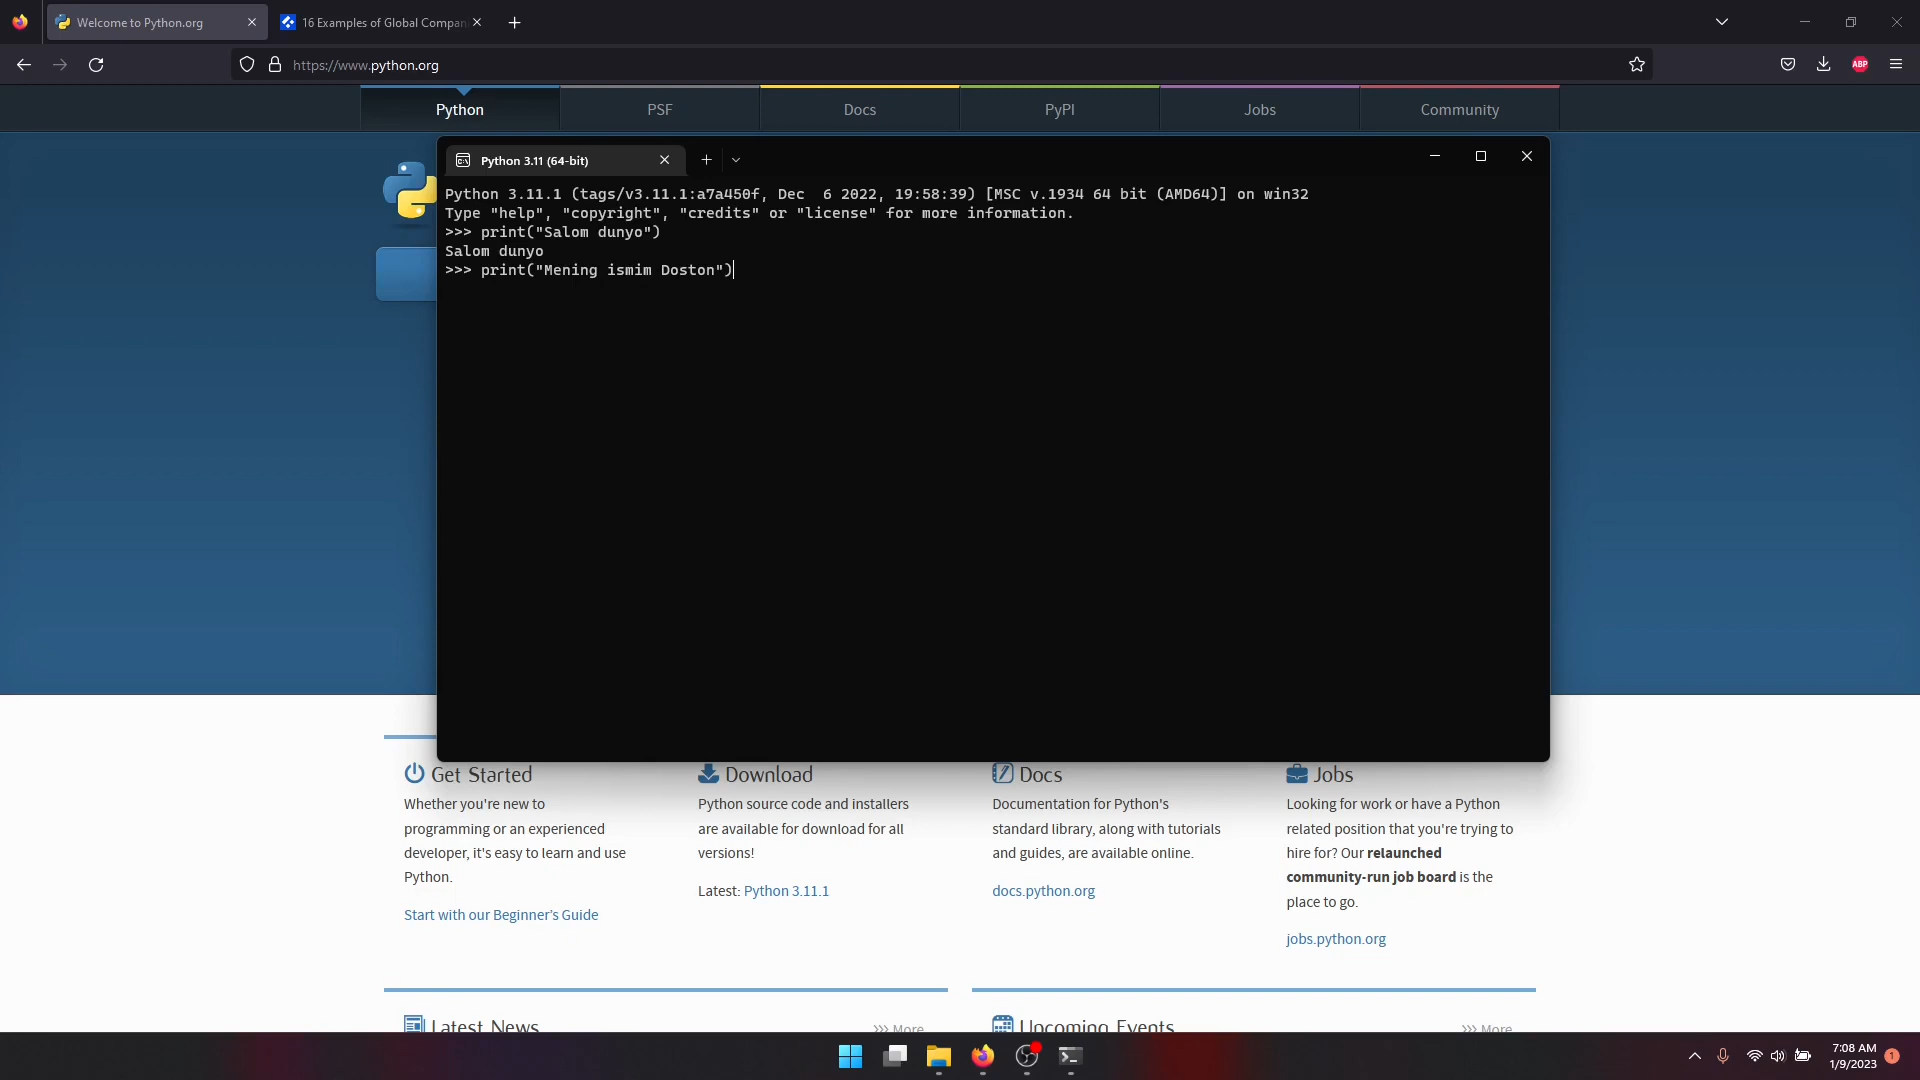 Welcome to Python.org
16 Examples of Global Compan
https://www.python.org
ABP
Python
PSF
Docs
PyPI
Jobs
Community
Python 3.11 (64-bit)
Python 3.11.1 (tags/v3.11.1:a7a450f, Dec  6 2022, 19:58:39) [MSC v.1934 64 bit (AMD64)] on win32
Type "help", "copyright", "credits" or "license" for more information.
>>> print("Salom dunyo")
Salom dunyo
>>> print("Mening ismim Doston")
Get Started
Whether you're new to
programming or an experienced
developer, it's easy to learn and use
Python.
Start with our Beginner's Guide
Download
Python source code and installers
are available for download for all
versions!
Latest: Python 3.11.1
Docs
Documentation for Python's
standard library, along with tutorials
and guides, are available online.
docs.python.org
Jobs
Looking for work or have a Python
related position that you're trying to
hire for? Our relaunched
community-run job board is the
place to go.
jobs.python.org
Latest News
>>> More
Upcoming Events
>>> More
7:08 AM
1/9/2023
1